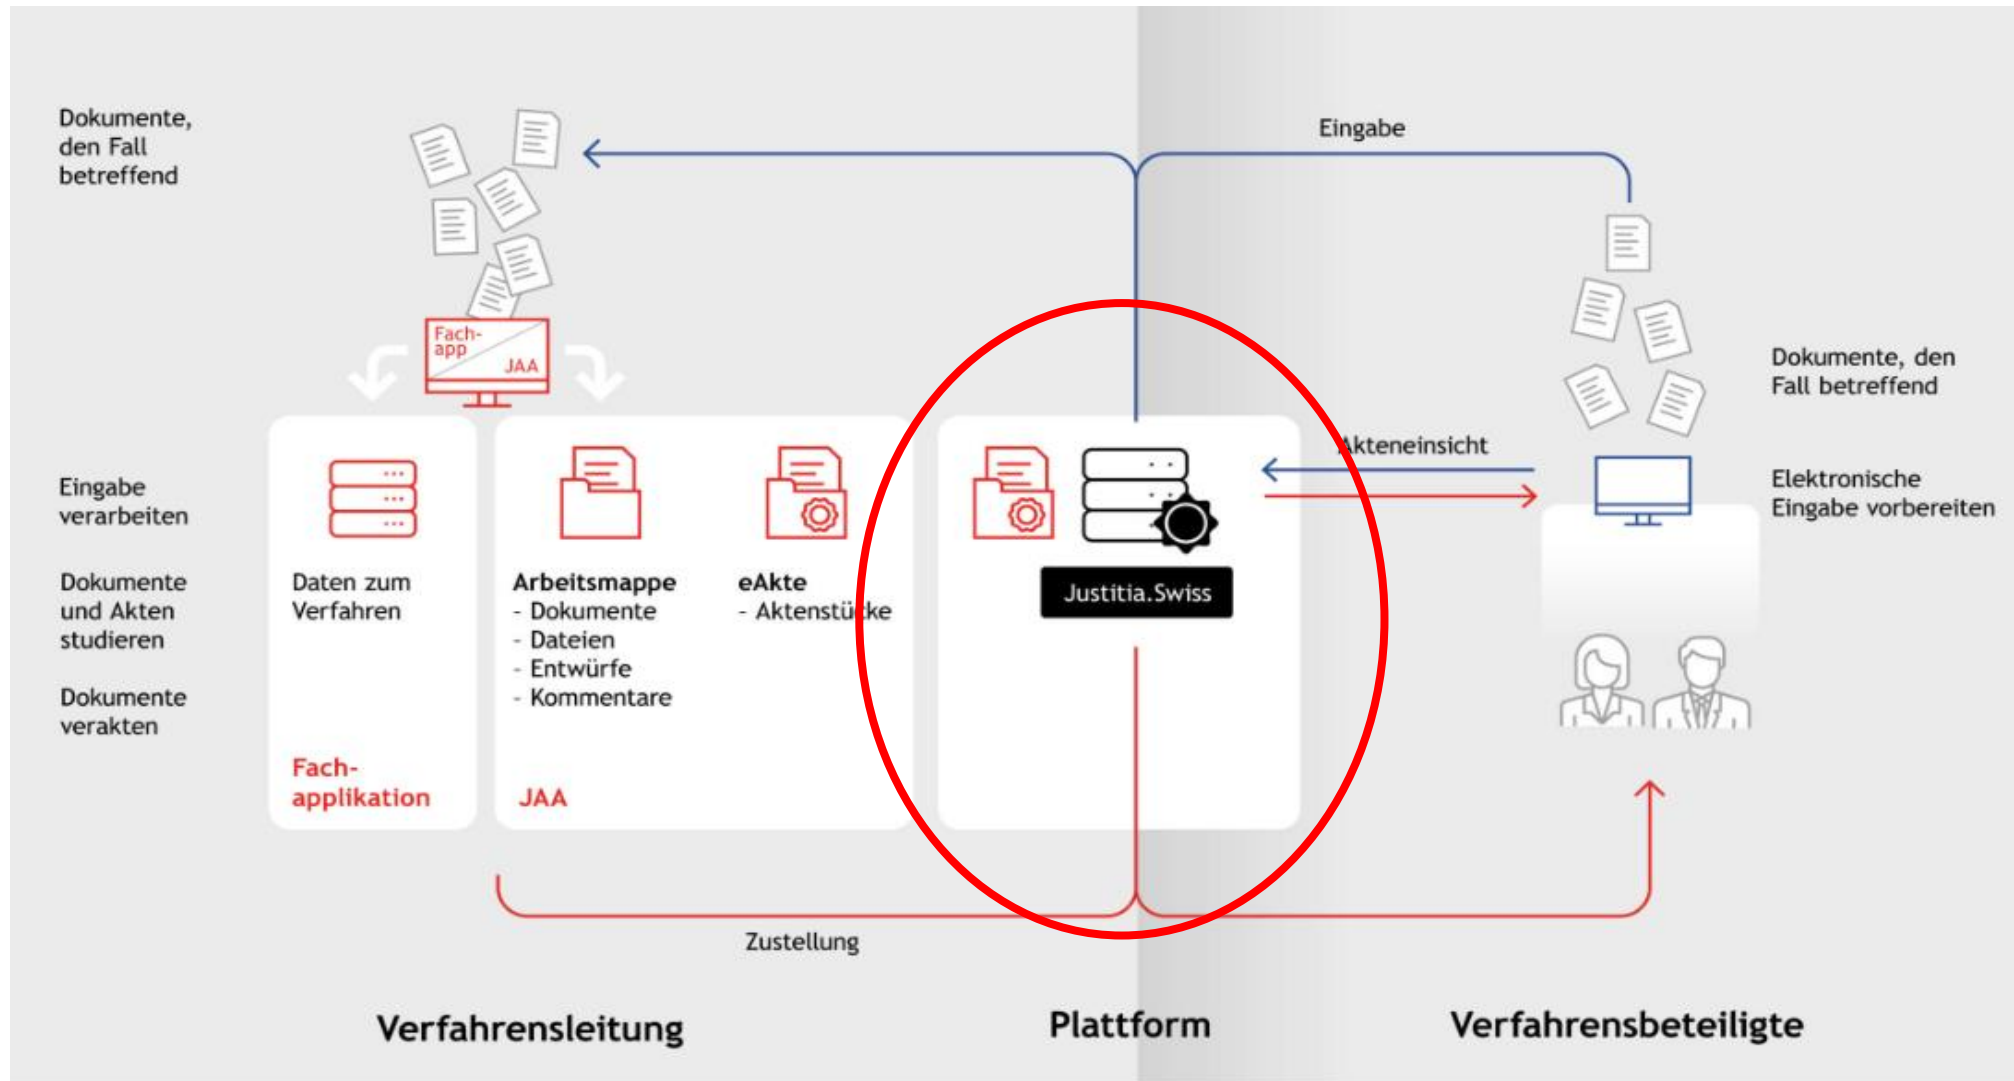 Dokumente,
den Fall
betreffend
Eingabe
Fach-
app
JAA
Dokumente, den
Fall betreffend
Akteneinsicht
Elektronische
Eingabe vorbereiten
Eingabe
verarbeiten
Dokumente
und Akten
studieren
Dokumente
verakten
Daten zum
Verfahren
Fach-
applikation
Arbeitsmappe
- Dokumente
- Dateien
- Entwürfe
- Kommentare
eAkte
- Aktenstücke
JAA
Justitia.Swiss
Zustellung
Verfahrensleitung
Plattform
Verfahrensbeteiligte